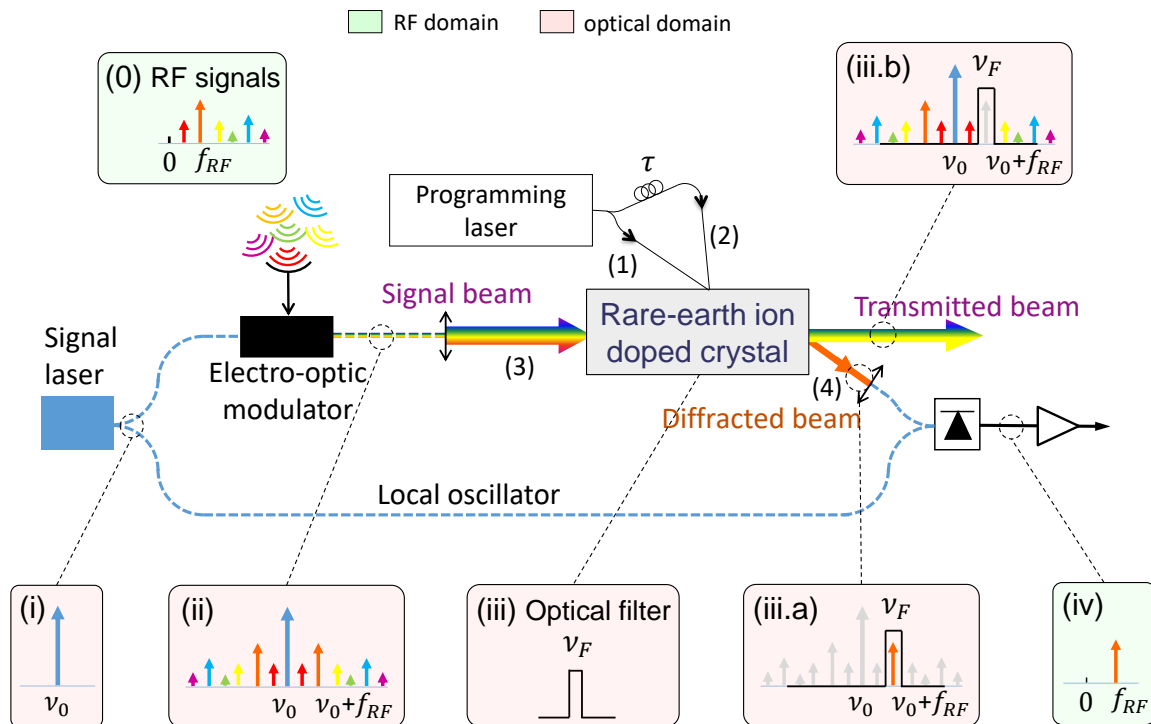 RF domain
optical domain
(0) RF signals
0
f_RF
(iii.b)
ν_F
ν_0
ν_0+f_RF
Programming
laser
τ
(1)
(2)
Signal beam
(3)
Rare-earth ion
doped crystal
Transmitted beam
Signal
laser
Electro-optic
modulator
(4)
Diffracted beam
Local oscillator
(i)
ν_0
(ii)
ν_0
ν_0+f_RF
(iii) Optical filter
ν_F
(iii.a)
ν_F
ν_0
ν_0+f_RF
(iv)
0
f_RF